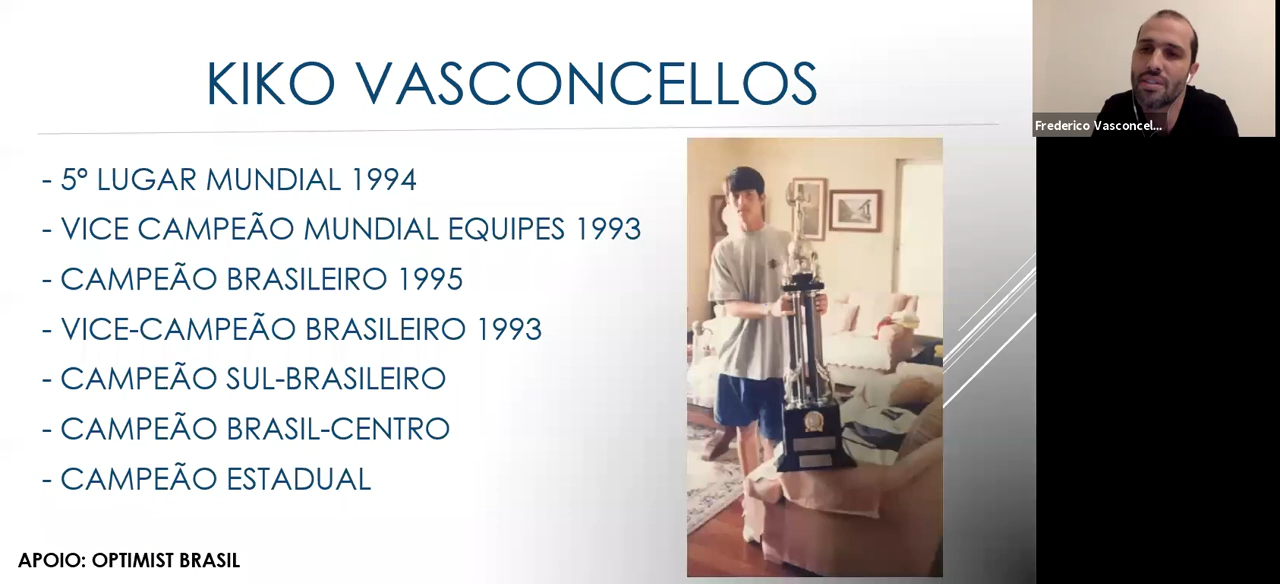 KIKO VASCONCELLOS
- 5º LUGAR MUNDIAL 1994
- VICE CAMPEÃO MUNDIAL EQUIPES 1993
- CAMPEÃO BRASILEIRO 1995
- VICE-CAMPEÃO BRASILEIRO 1993
- CAMPEÃO SUL-BRASILEIRO
- CAMPEÃO BRASIL-CENTRO
- CAMPEÃO ESTADUAL
APOIO: OPTIMIST BRASIL
Frederico Vasconcel...